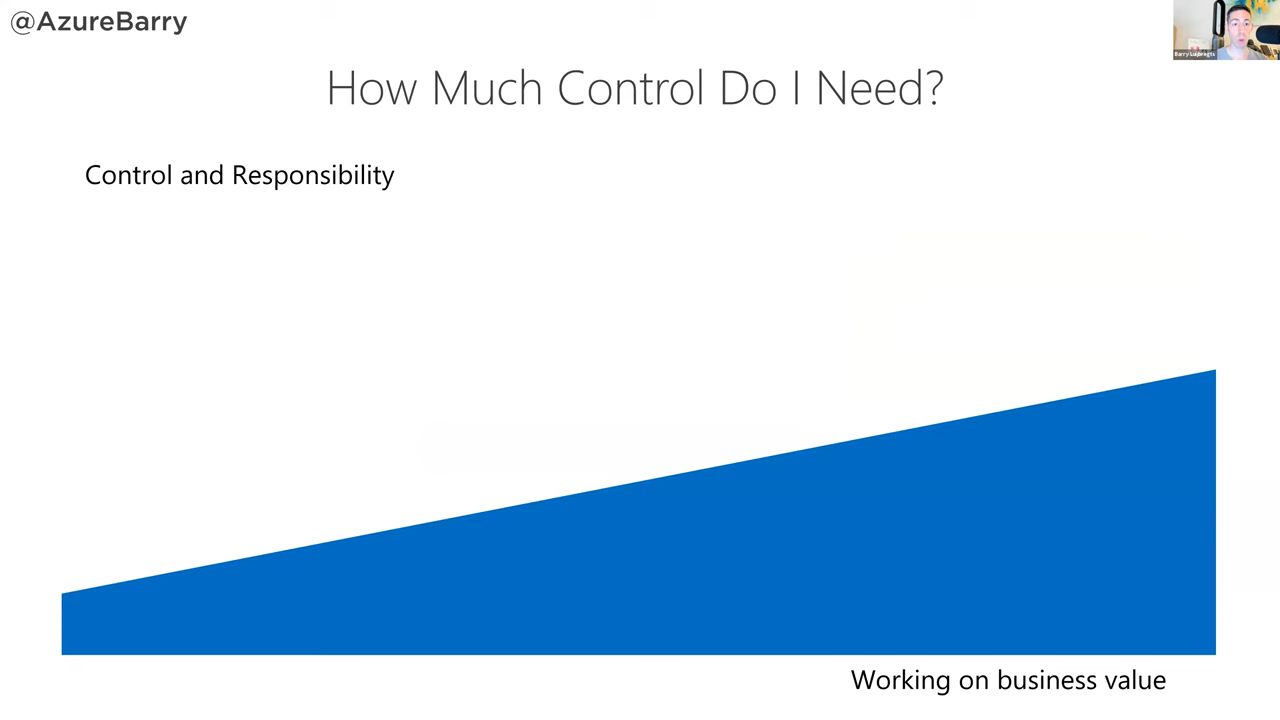 @AzureBarry
How Much Control Do I Need?
Control and Responsibility
Working on business value